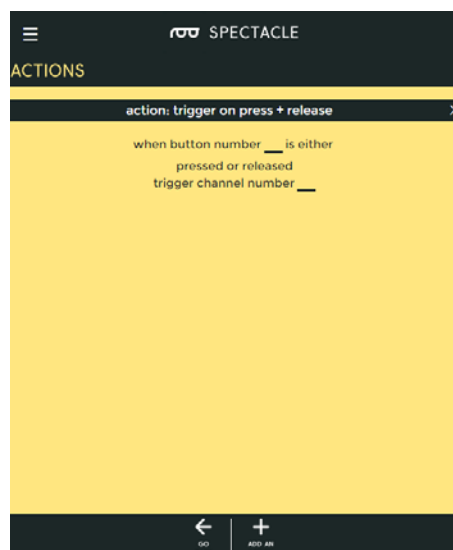 SPECTACLE
ACTIONS
action: trigger on press + release
when button number __ is either
pressed or released
trigger channel number __
GO
ADD AN